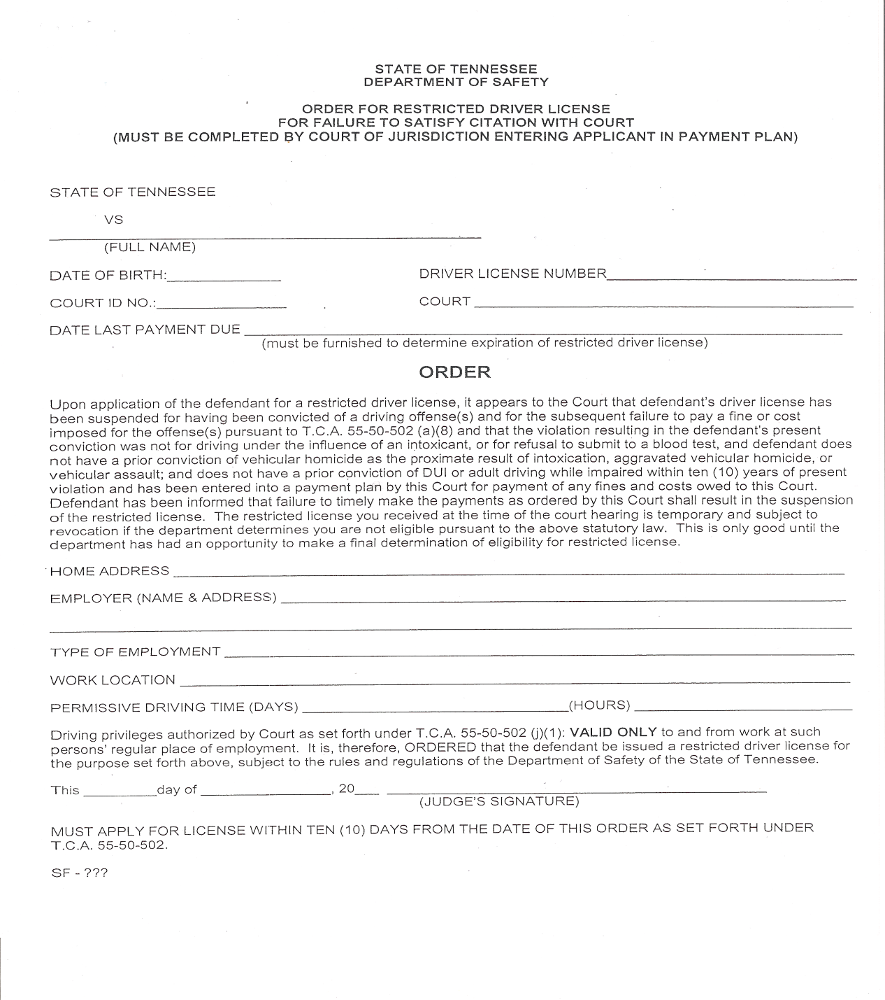 STATE OF TENNESSEE
DEPARTMENT OF SAFETY
ORDER FOR RESTRICTED DRIVER LICENSE
FOR FAILURE TO SATISFY CITATION WITH COURT
(MUST BE COMPLETED BY COURT OF JURISDICTION ENTERING APPLICANT IN PAYMENT PLAN)
STATE OF TENNESSEE
VS
(FULL NAME)
DATE OF BIRTH:____________ DRIVER LICENSE NUMBER____________
COURT ID NO.:____________ COURT ____________
DATE LAST PAYMENT DUE ____________
(must be furnished to determine expiration of restricted driver license)
ORDER
Upon application of the defendant for a restricted driver license, it appears to the Court that defendant's driver license has
been suspended for having been convicted of a driving offense(s) and for the subsequent failure to pay a fine or cost
imposed for the offense(s) pursuant to T.C.A. 55-50-502 (a)(8) and that the violation resulting in the defendant's present
conviction was not for driving under the influence of an intoxicant, or for refusal to submit to a blood test, and defendant does
not have a prior conviction of vehicular homicide as the proximate result of intoxication, aggravated vehicular homicide, or
vehicular assault; and does not have a prior conviction of DUI or adult driving while impaired within ten (10) years of present
violation and has been entered into a payment plan by this Court for payment of any fines and costs owed to this Court.
Defendant has been informed that failure to timely make the payments as ordered by this Court shall result in the suspension
of the restricted license. The restricted license you received at the time of the court hearing is temporary and subject to
revocation if the department determines you are not eligible pursuant to the above statutory law. This is only good until the
department has had an opportunity to make a final determination of eligibility for restricted license.
HOME ADDRESS ____________
EMPLOYER (NAME & ADDRESS) ____________
TYPE OF EMPLOYMENT ____________
WORK LOCATION ____________
PERMISSIVE DRIVING TIME (DAYS) ____________(HOURS) ____________
Driving privileges authorized by Court as set forth under T.C.A. 55-50-502 (j)(1): VALID ONLY to and from work at such
persons' regular place of employment. It is, therefore, ORDERED that the defendant be issued a restricted driver license for
the purpose set forth above, subject to the rules and regulations of the Department of Safety of the State of Tennessee.
This _________day of ________________, 20___ ____________
(JUDGE'S SIGNATURE)
MUST APPLY FOR LICENSE WITHIN TEN (10) DAYS FROM THE DATE OF THIS ORDER AS SET FORTH UNDER
T.C.A. 55-50-502.
SF - ???